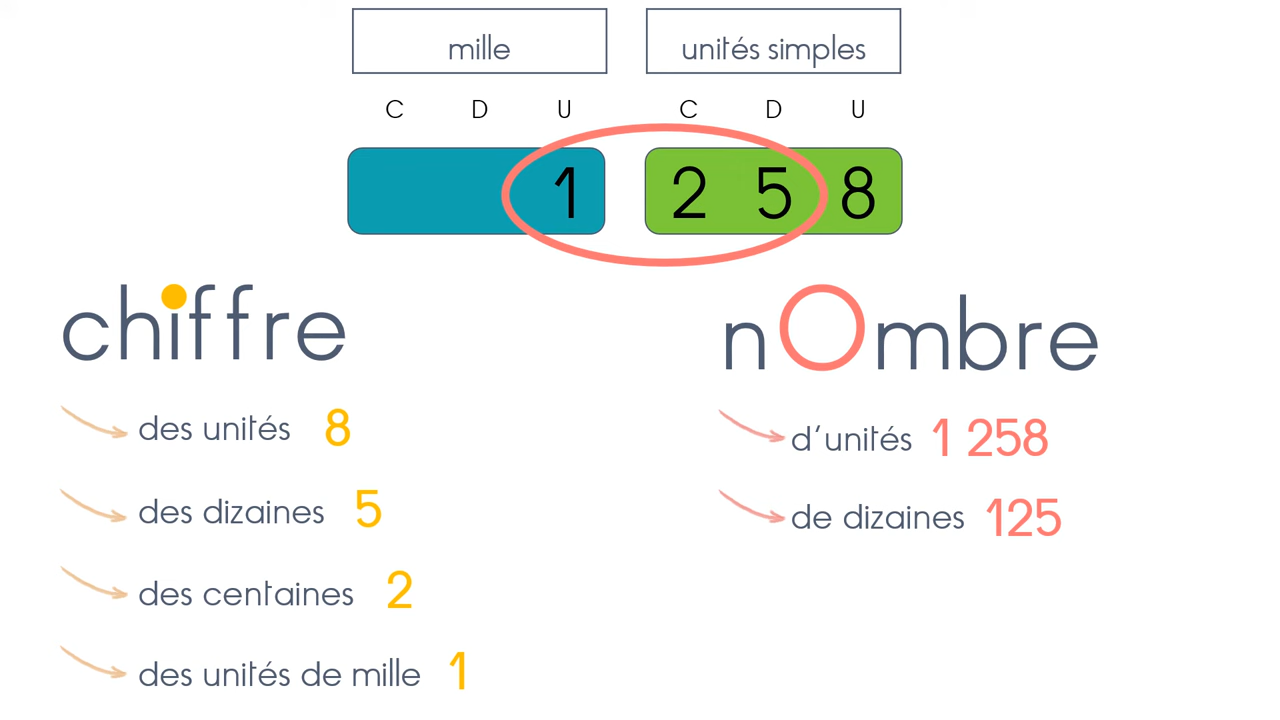 mille unités simples
C D U C D U
1 2 5 8
chiffre
des unités 8
des dizaines 5
des centaines 2
des unités de mille 1
nOmbre
d'unités 1 258
de dizaines 125